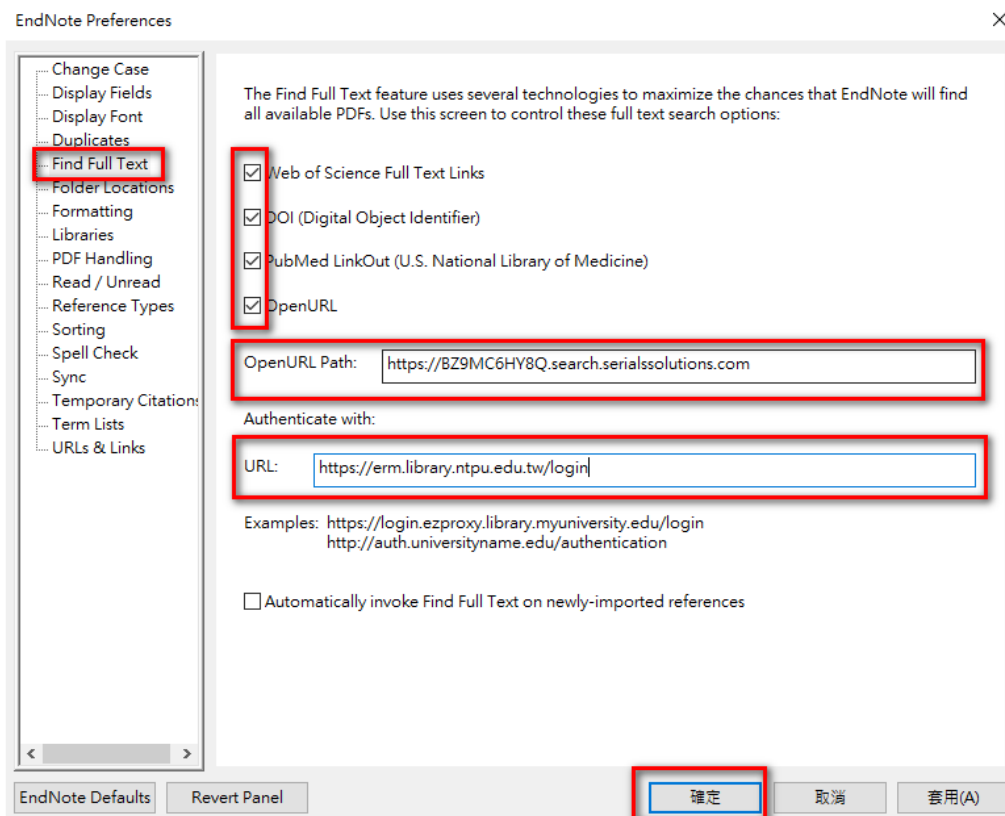 EndNote Preferences
Change Case
Display Fields
Display Font
Duplicates
Find Full Text
Folder Locations
Formatting
Libraries
PDF Handling
Read / Unread
Reference Types
Sorting
Spell Check
Sync
Temporary Citations
Term Lists
URLs & Links
The Find Full Text feature uses several technologies to maximize the chances that EndNote will find
all available PDFs. Use this screen to control these full text search options:
Web of Science Full Text Links
DOI (Digital Object Identifier)
PubMed LinkOut (U.S. National Library of Medicine)
OpenURL
OpenURL Path: https://BZ9MC6HY8Q.search.serialssolutions.com
Authenticate with:
URL: https://erm.library.ntpu.edu.tw/login
Examples: https://login.ezproxy.library.myuniversity.edu/login
http://auth.universityname.edu/authentication
Automatically invoke Find Full Text on newly-imported references
EndNote Defaults Revert Panel 確定 取消 套用(A)